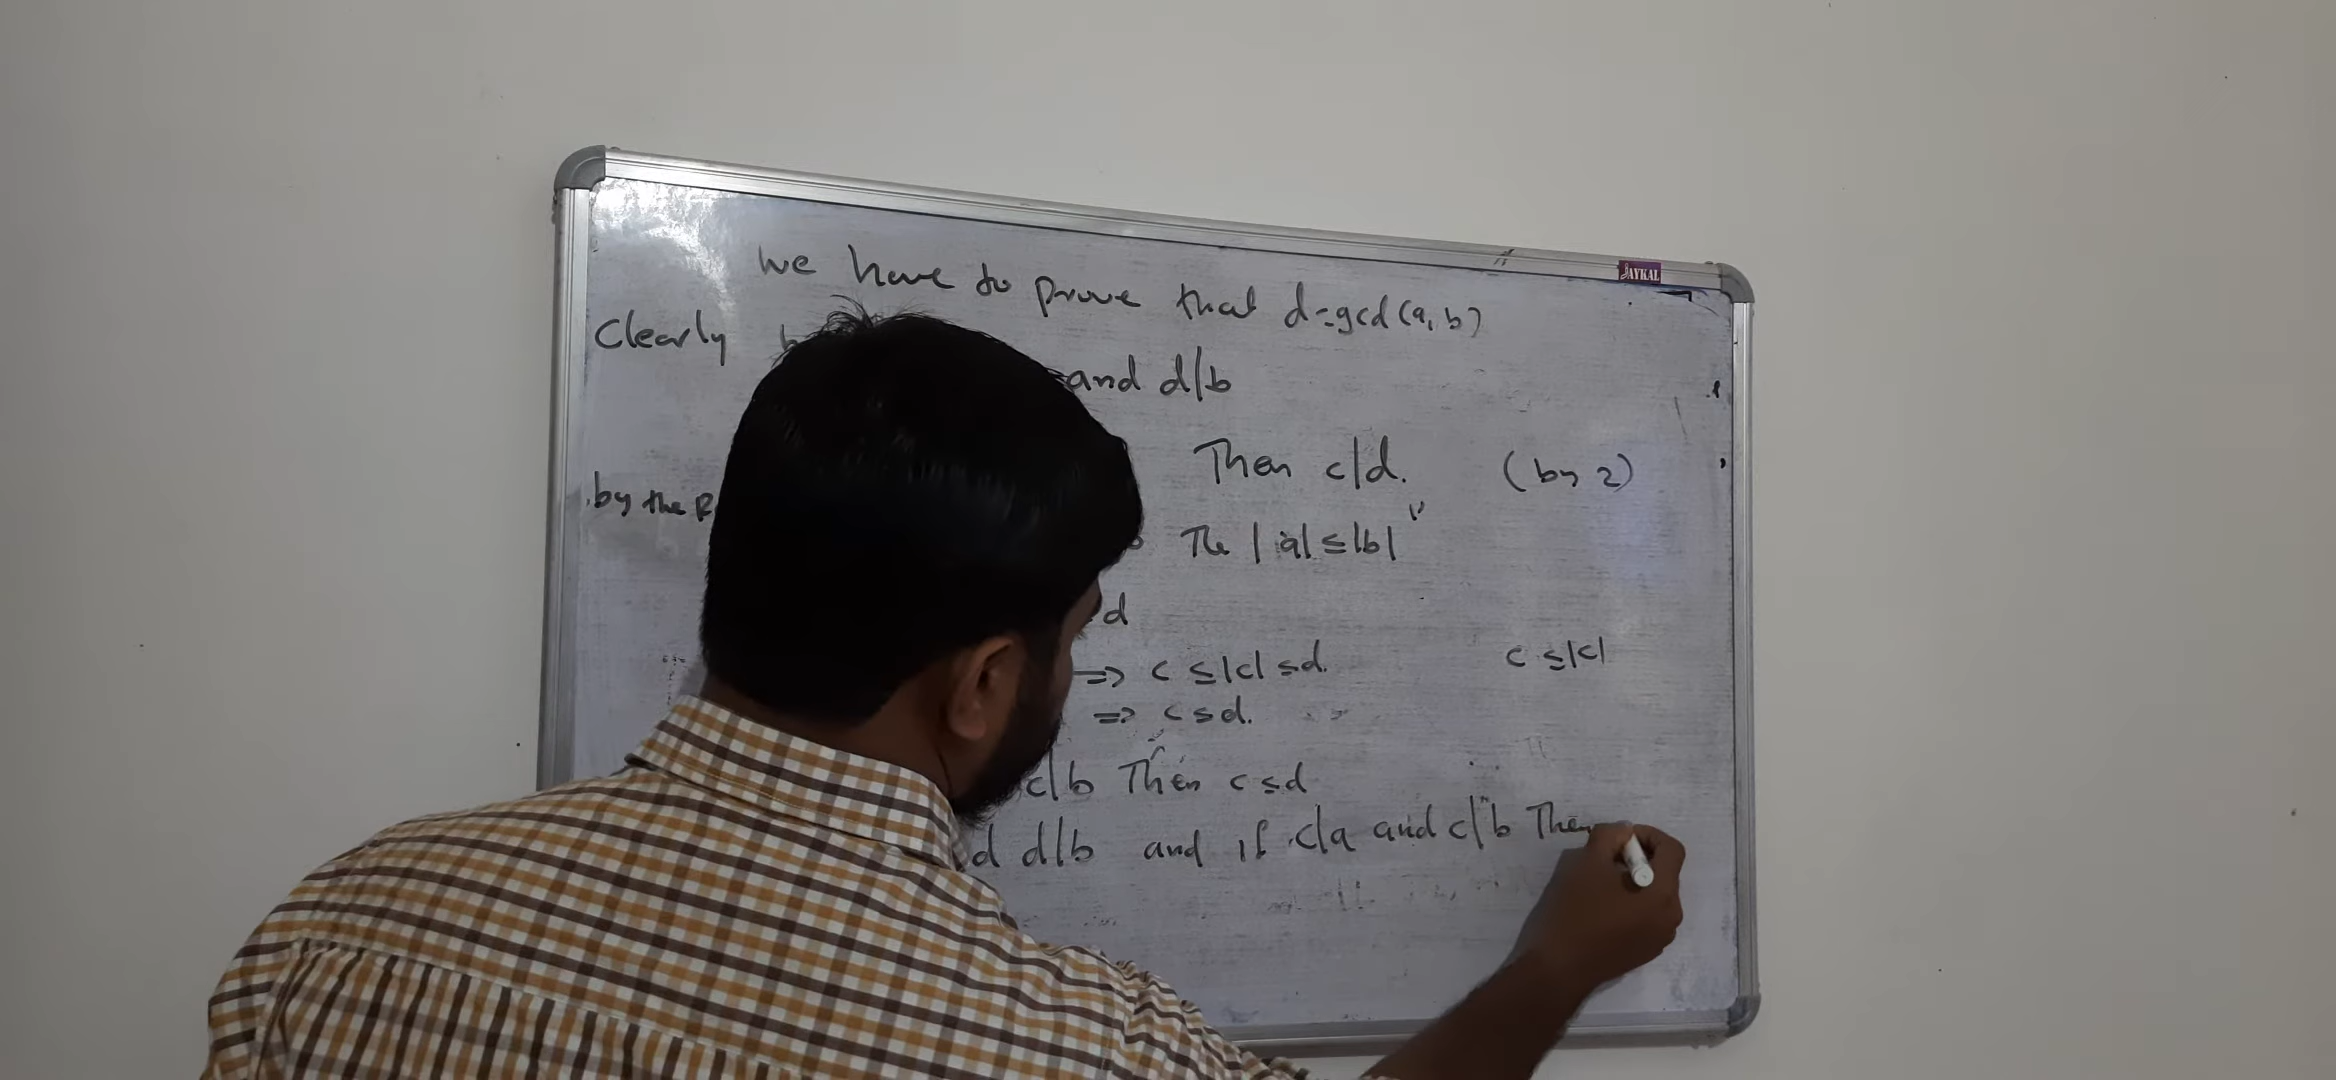 JAYKAL
We have to prove that d=gcd(a, b)
Clearly and d/b
Then c|d. (by 2)
by the The |a|≤|b|"
d
=> c ≤|c| ≤d. c ≤|c|
=> c ≤d.
c|b Then c ≤d
d d|b and if c|a and c|b Then